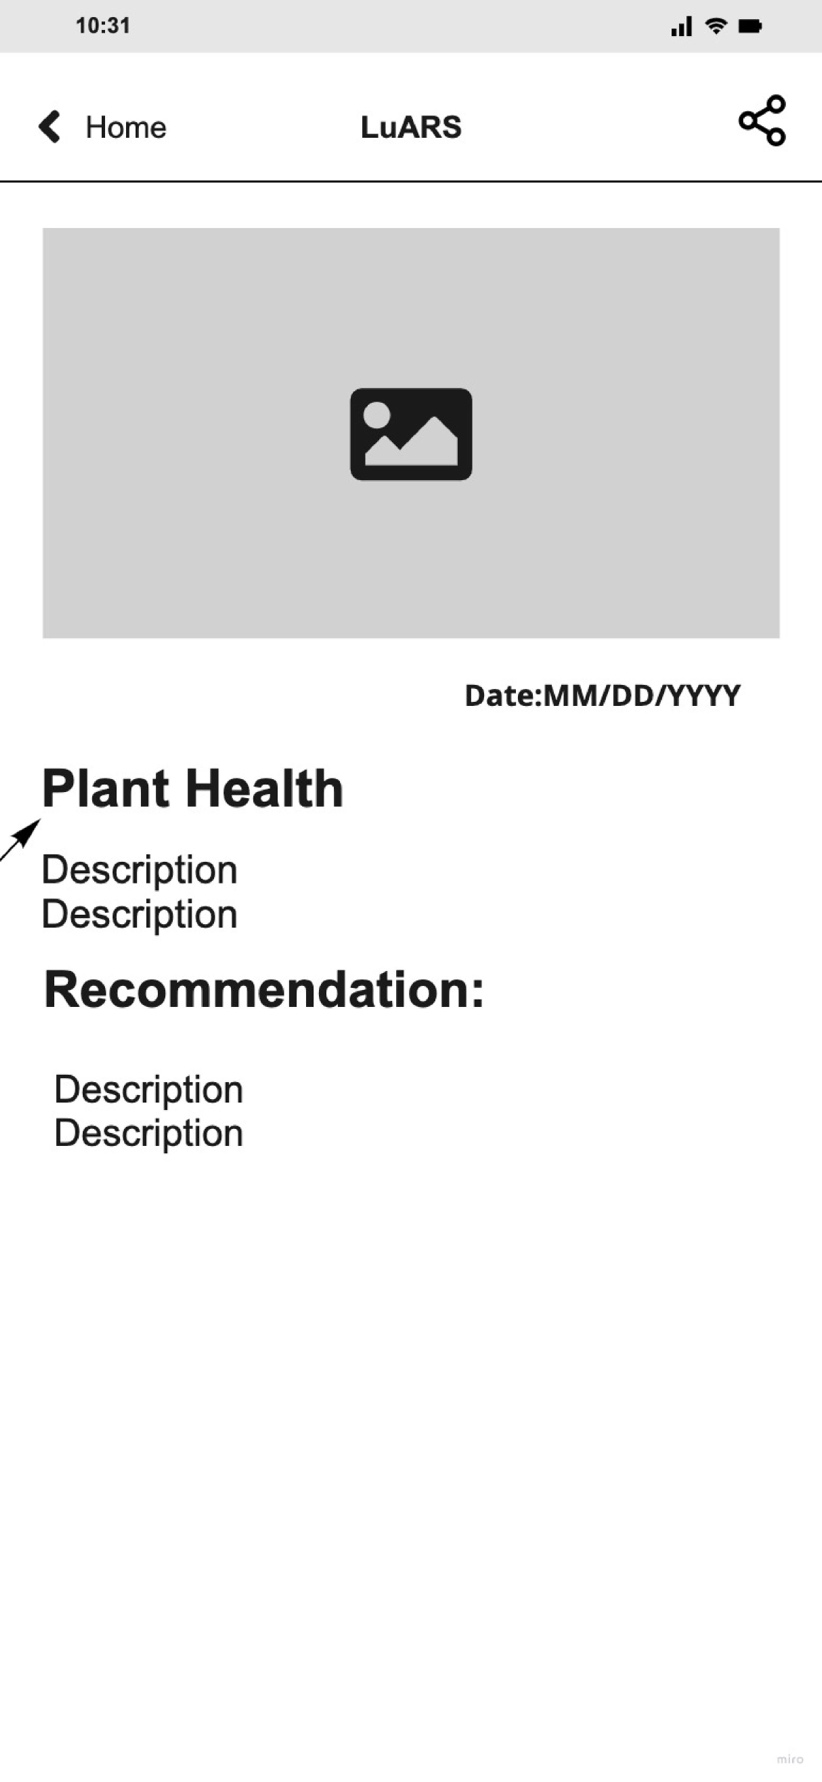 10:31
Home
LuARS
Date:MM/DD/YYYY
Plant Health
Description
Description
Recommendation:
Description
Description
miro